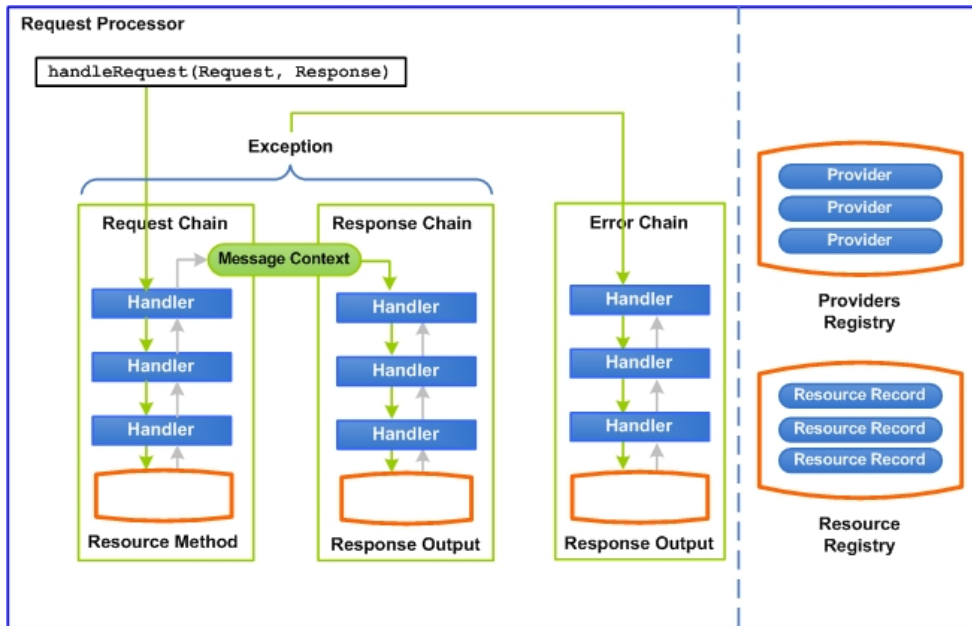 Request Processor
handleRequest(Request, Response)
Exception
Request Chain
Message Context
Handler
Handler
Handler
Resource Method
Response Chain
Handler
Handler
Handler
Response Output
Error Chain
Handler
Handler
Handler
Response Output
Provider
Provider
Provider
Providers
Registry
Resource Record
Resource Record
Resource Record
Resource
Registry